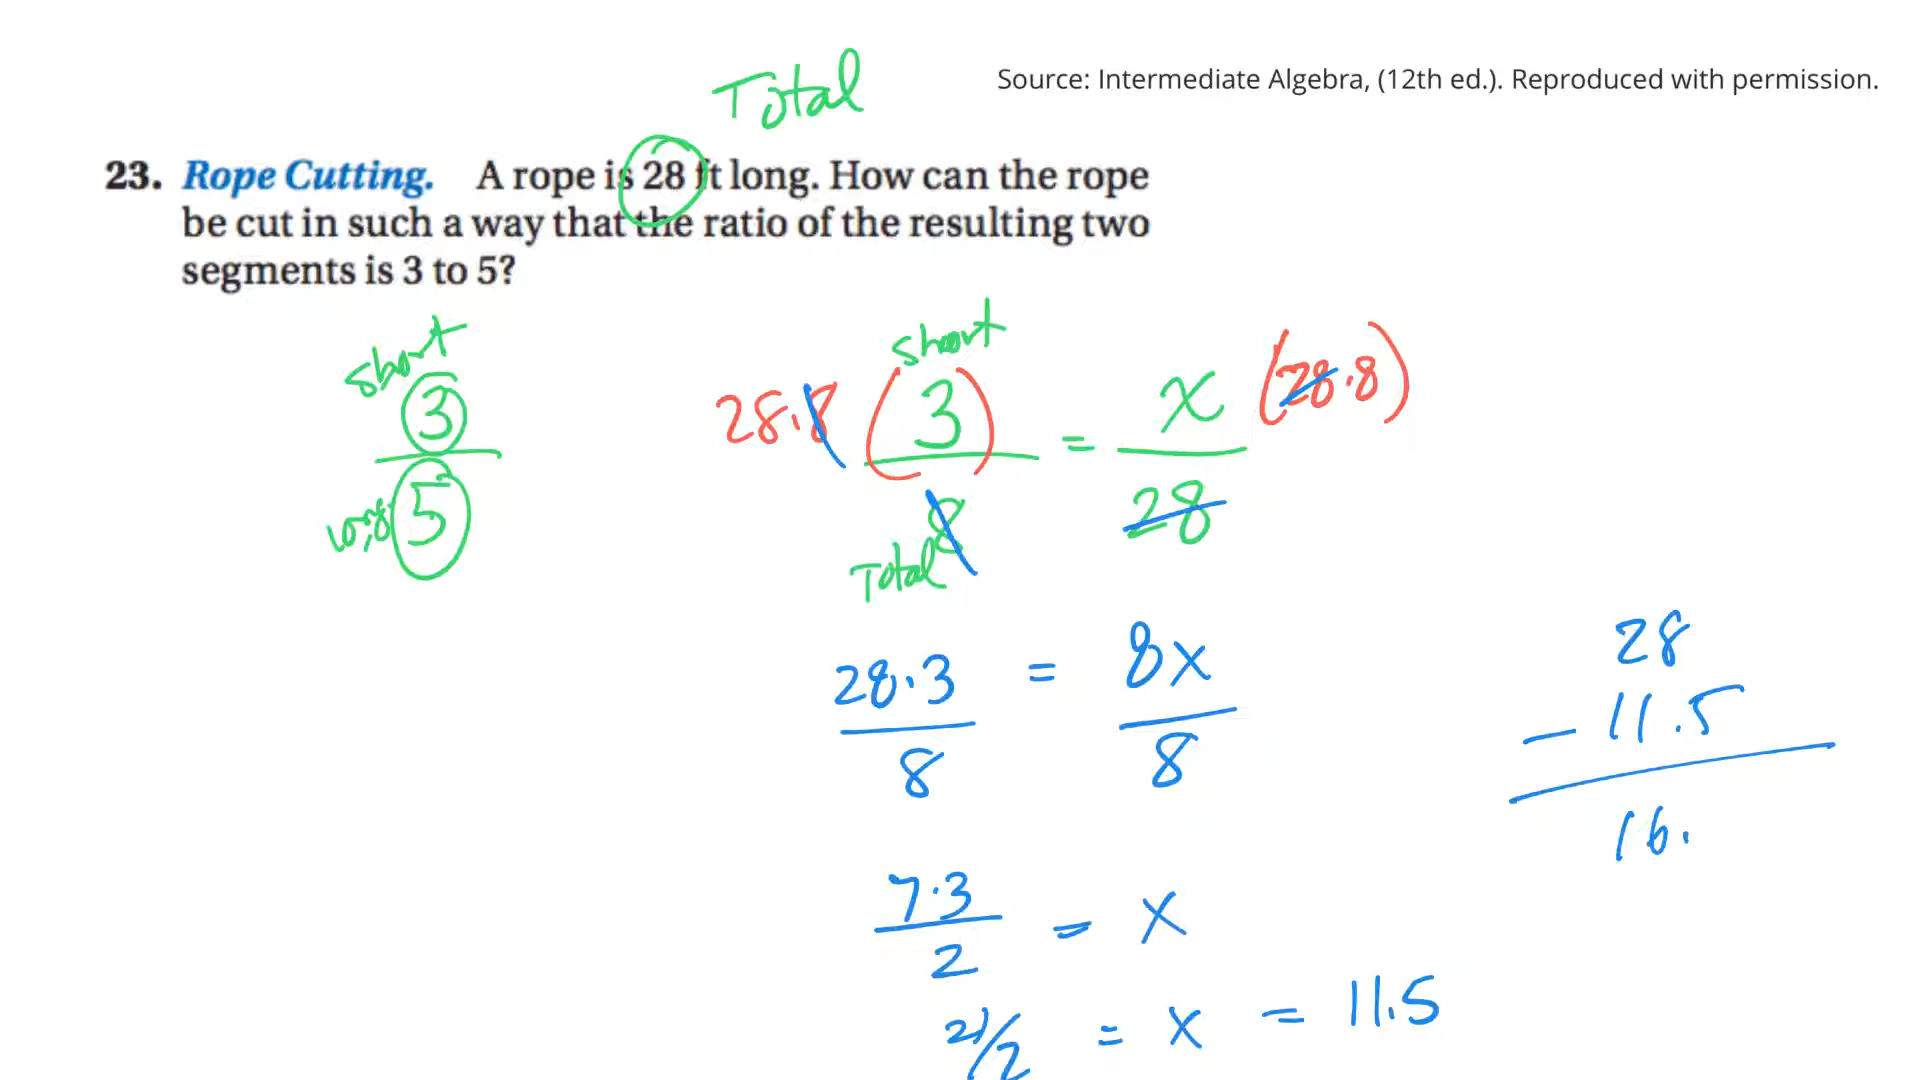 Total
Source: Intermediate Algebra, (12th ed.). Reproduced with permission.
23. Rope Cutting. A rope is 28 ft long. How can the rope
be cut in such a way that the ratio of the resulting two
segments is 3 to 5?
short
3
long 5
short
28.8 (3) = x (28.8)
8 28
Total
28.3 = 8x
8 8
28
- 11.5
16.
7.3 = x
2
21/2 = x = 11.5